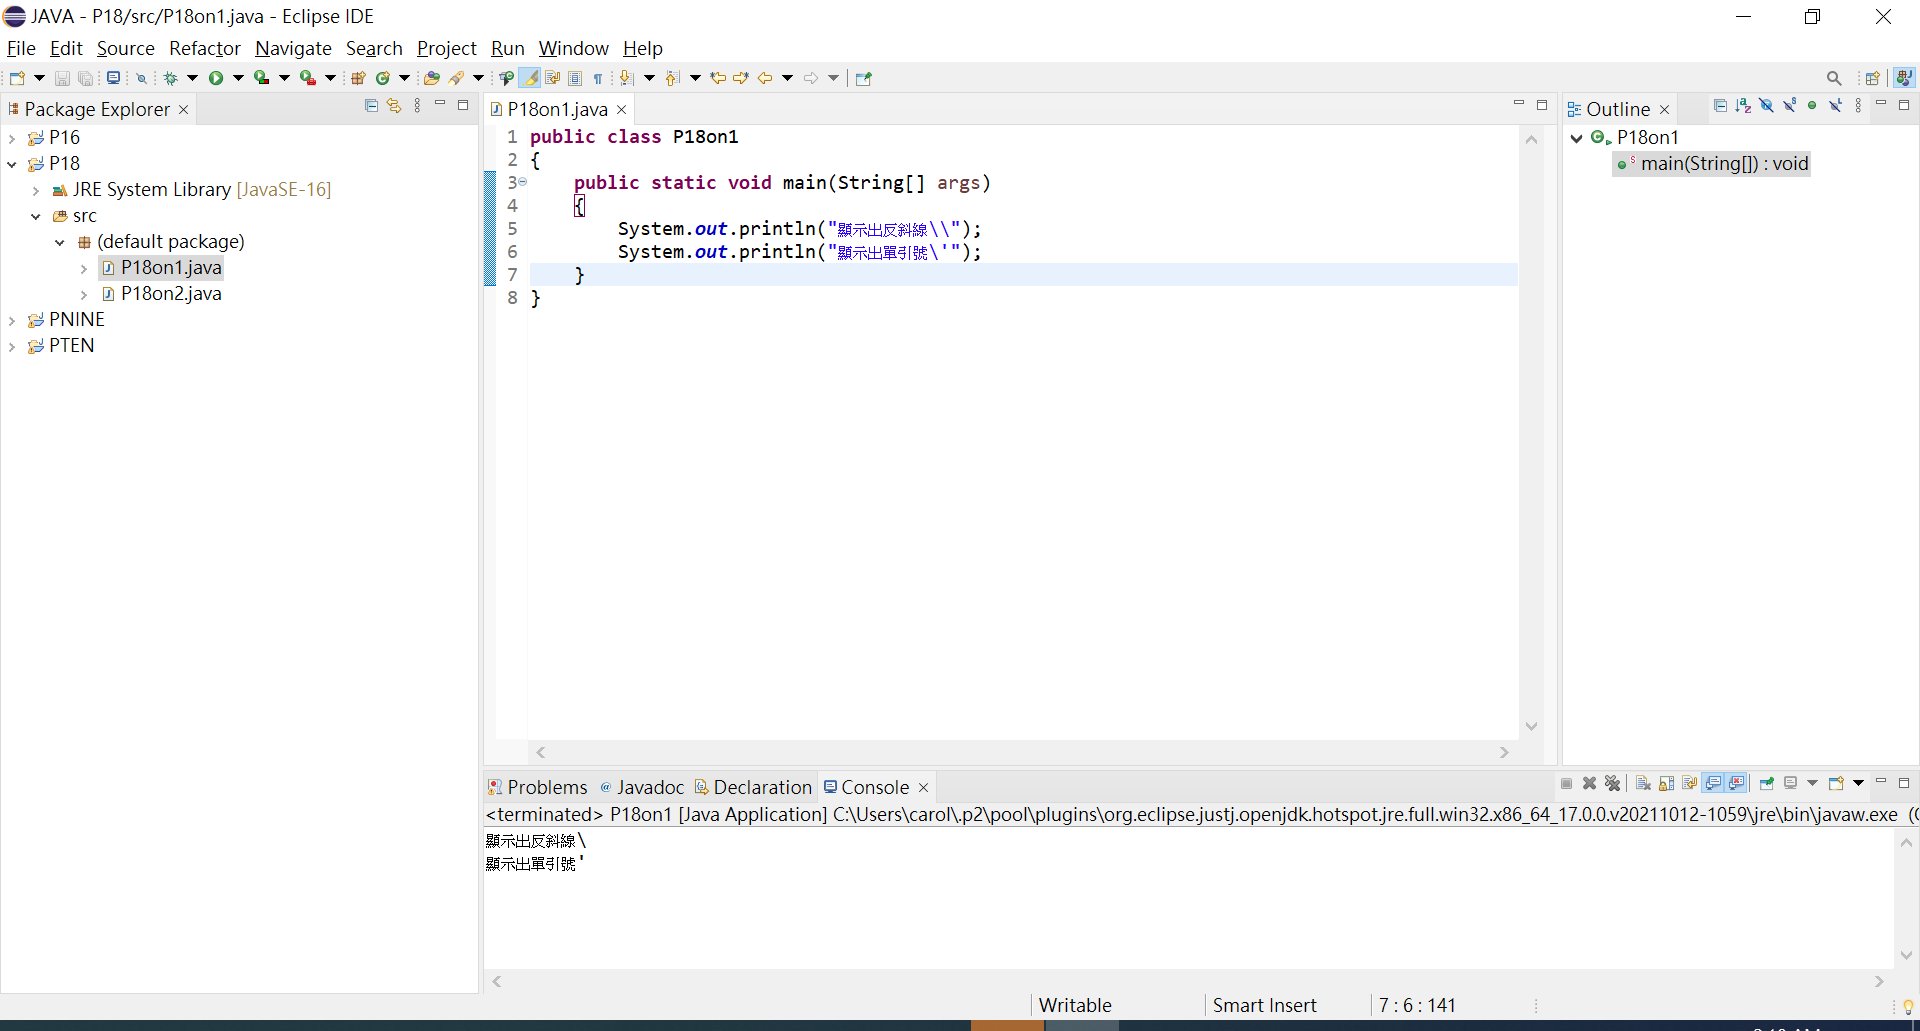 JAVA - P18/src/P18on1.java - Eclipse IDE
File Edit Source Refactor Navigate Search Project Run Window Help
Package Explorer
P16
P18
JRE System Library [JavaSE-16]
src
(default package)
P18on1.java
P18on2.java
PNINE
PTEN
P18on1.java
1 public class P18on1
2 {
3     public static void main(String[] args)
4     {
5         System.out.println("顯示出反斜線\\");
6         System.out.println("顯示出單引號\'");
7     }
8 }
Outline
P18on1
main(String[]) : void
Problems @ Javadoc Declaration Console
<terminated> P18on1 [Java Application] C:\Users\carol\.p2\pool\plugins\org.eclipse.justj.openjdk.hotspot.jre.full.win32.x86_64_17.0.0.v20211012-1059\jre\bin\javaw.exe
顯示出反斜線\
顯示出單引號'
Writable Smart Insert 7 : 6 : 141